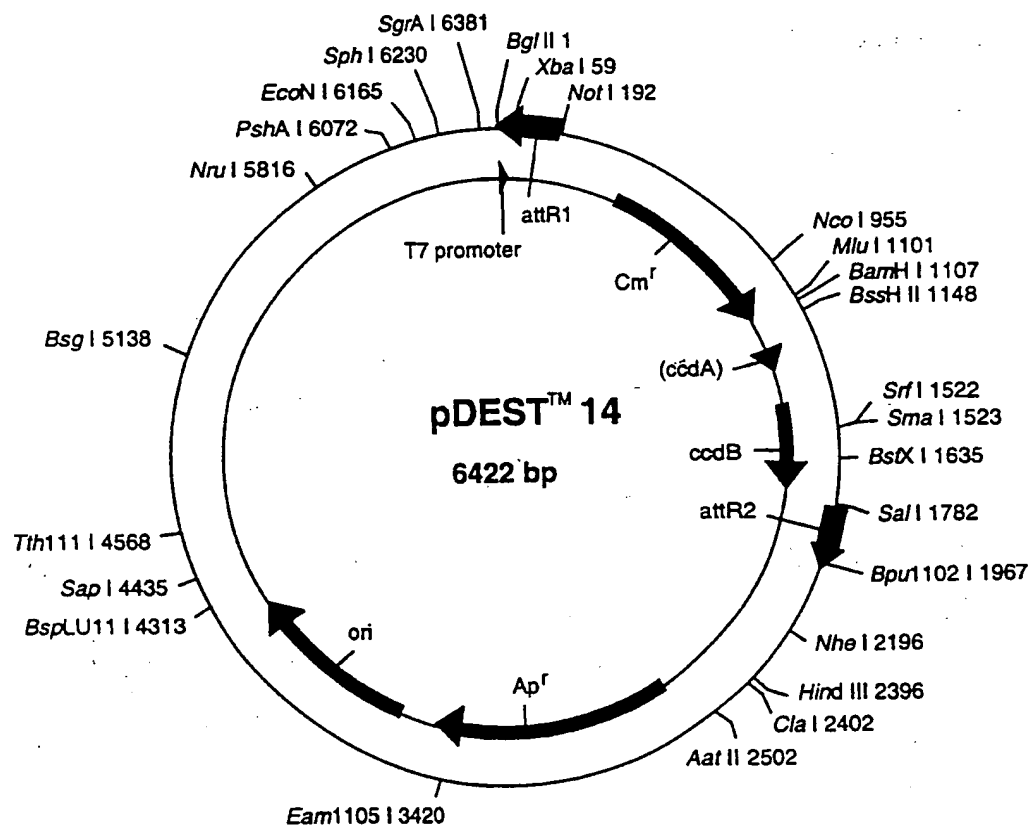 SgrA I 6381
Bgl II 1
Sph I 6230
Xba I 59
EcoN I 6165
Not I 192
PshA I 6072
Nru I 5816
attR1
T7 promoter
Nco I 955
Mlu I 1101
BamH I 1107
BssH II 1148
Cmʳ
Bsg I 5138
(ccdA)
pDEST™ 14
6422 bp
Srf I 1522
Sma I 1523
ccdB
BstX I 1635
attR2
Sal I 1782
Tth111 I 4568
Bpu1102 I 1967
Sap I 4435
BspLU11 I 4313
ori
Nhe I 2196
Apʳ
Hind III 2396
Cla I 2402
Aat II 2502
Eam1105 I 3420